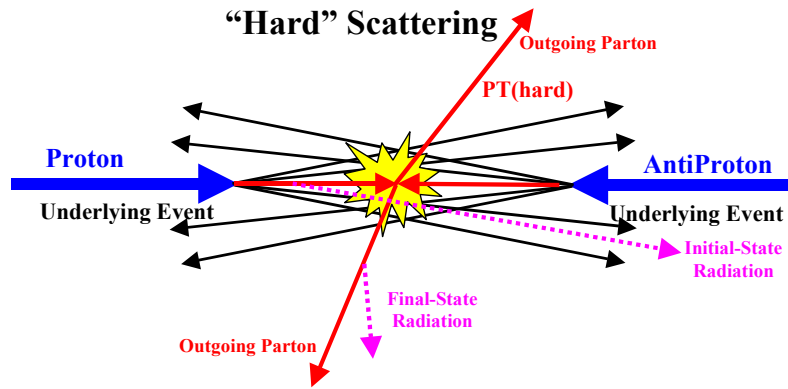 “Hard” Scattering
Outgoing Parton
PT(hard)
Proton
AntiProton
Underlying Event
Underlying Event
Initial-State
Radiation
Final-State
Radiation
Outgoing Parton